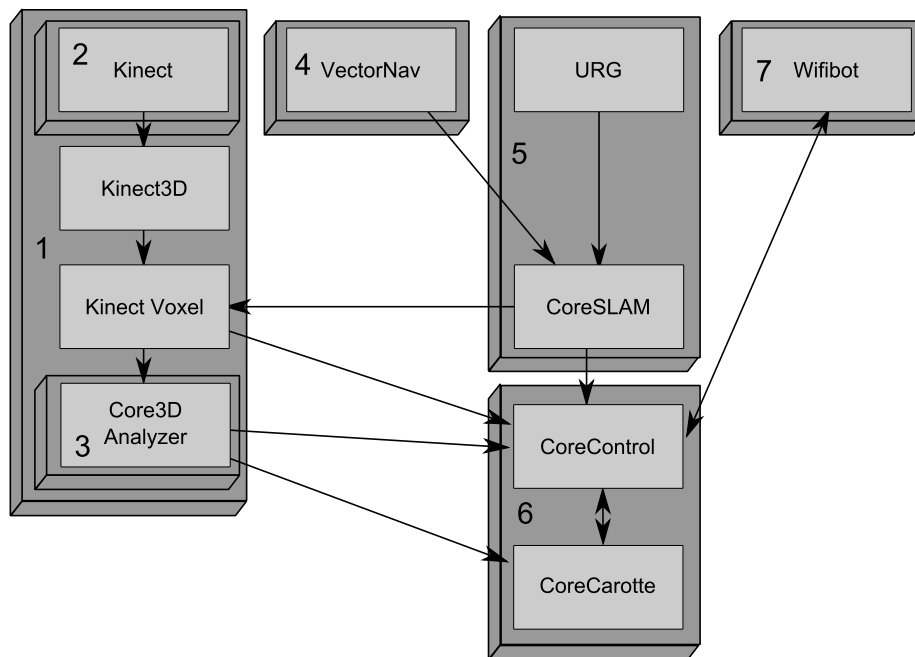 2
Kinect
4
VectorNav
URG
7
Wifibot
5
Kinect3D
1
Kinect Voxel
CoreSLAM
Core3D
Analyzer
3
CoreControl
6
CoreCarotte